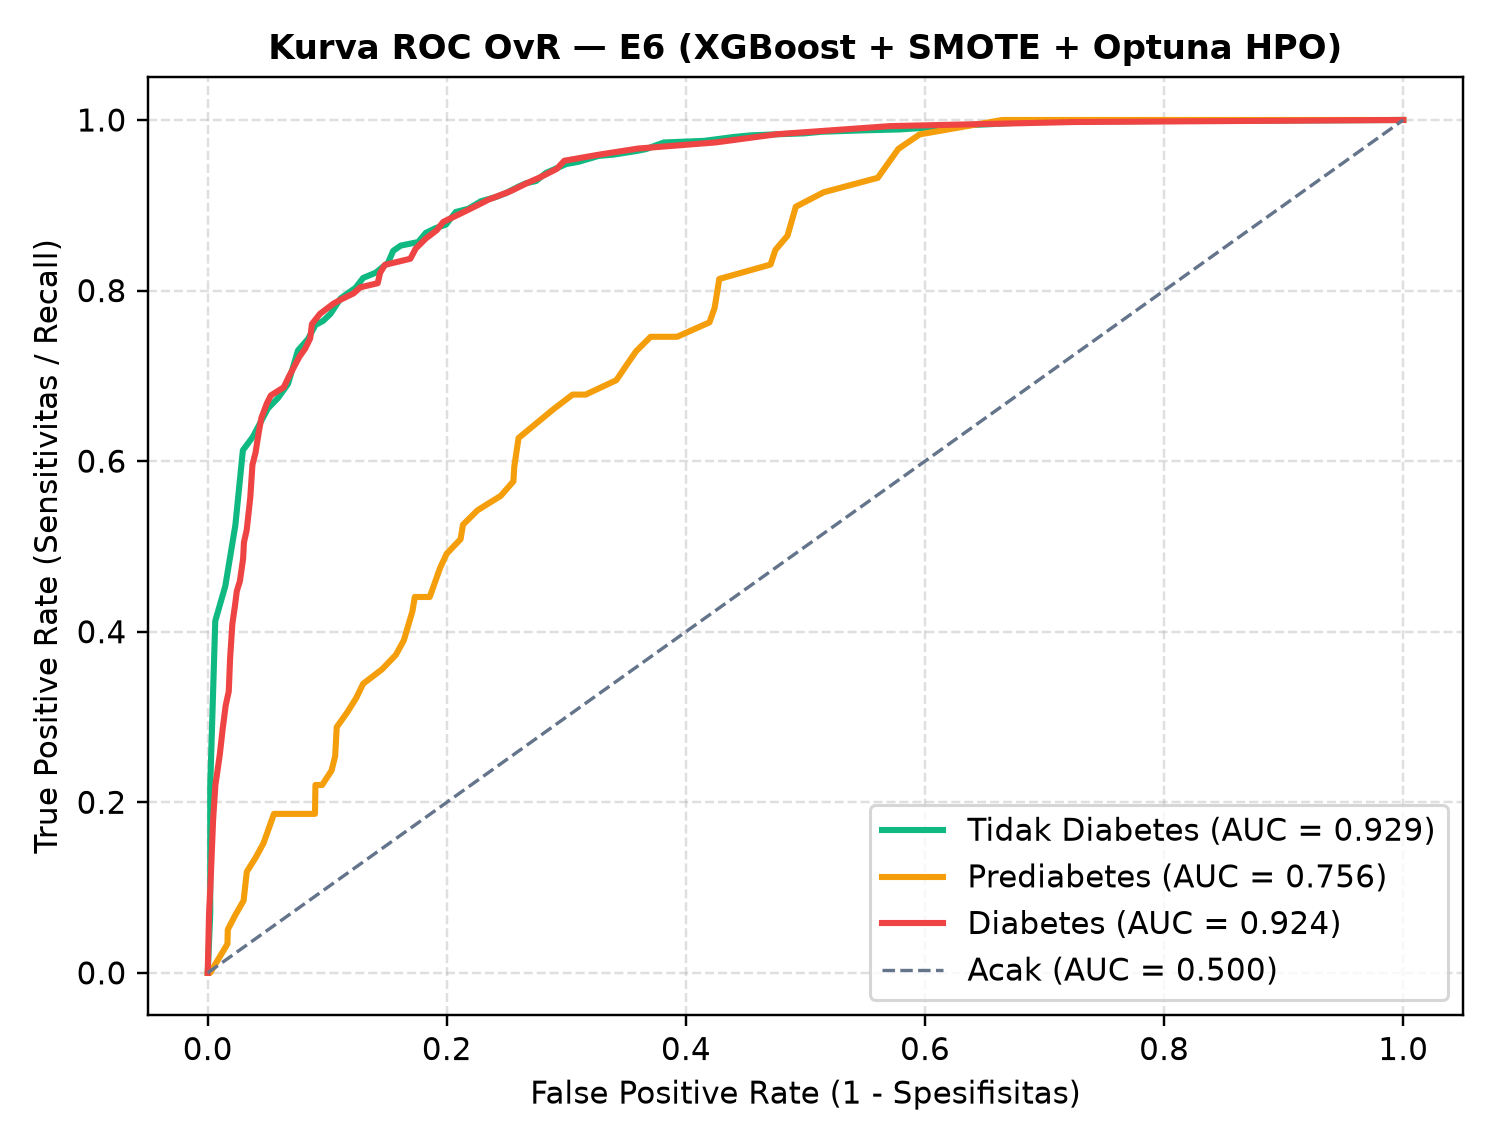 Kurva ROC OvR — E6 (XGBoost + SMOTE + Optuna HPO)
True Positive Rate (Sensitivitas / Recall)
1.0
0.8
0.6
0.4
0.2
0.0
Tidak Diabetes (AUC = 0.929)
Prediabetes (AUC = 0.756)
Diabetes (AUC = 0.924)
Acak (AUC = 0.500)
0.0 0.2 0.4 0.6 0.8 1.0
False Positive Rate (1 - Spesifisitas)